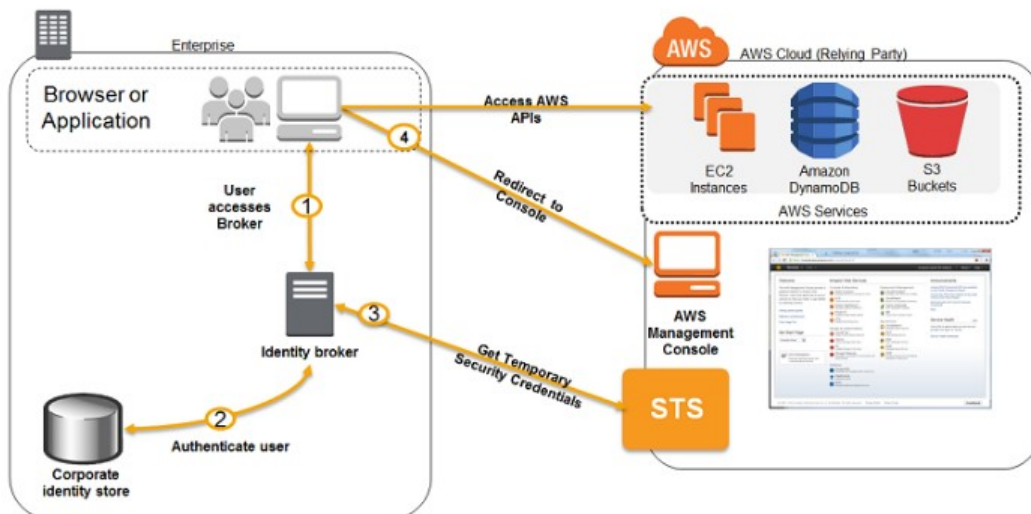 Enterprise
Browser or
Application
User
accesses
Broker
1
Identity broker
2
Authenticate user
Corporate
identity store
4
Access AWS
APIs
Redirect to
Console
3
Get Temporary
Security Credentials
AWS
AWS Cloud (Relying Party)
EC2
Instances
Amazon
DynamoDB
S3
Buckets
AWS Services
AWS
Management
Console
STS